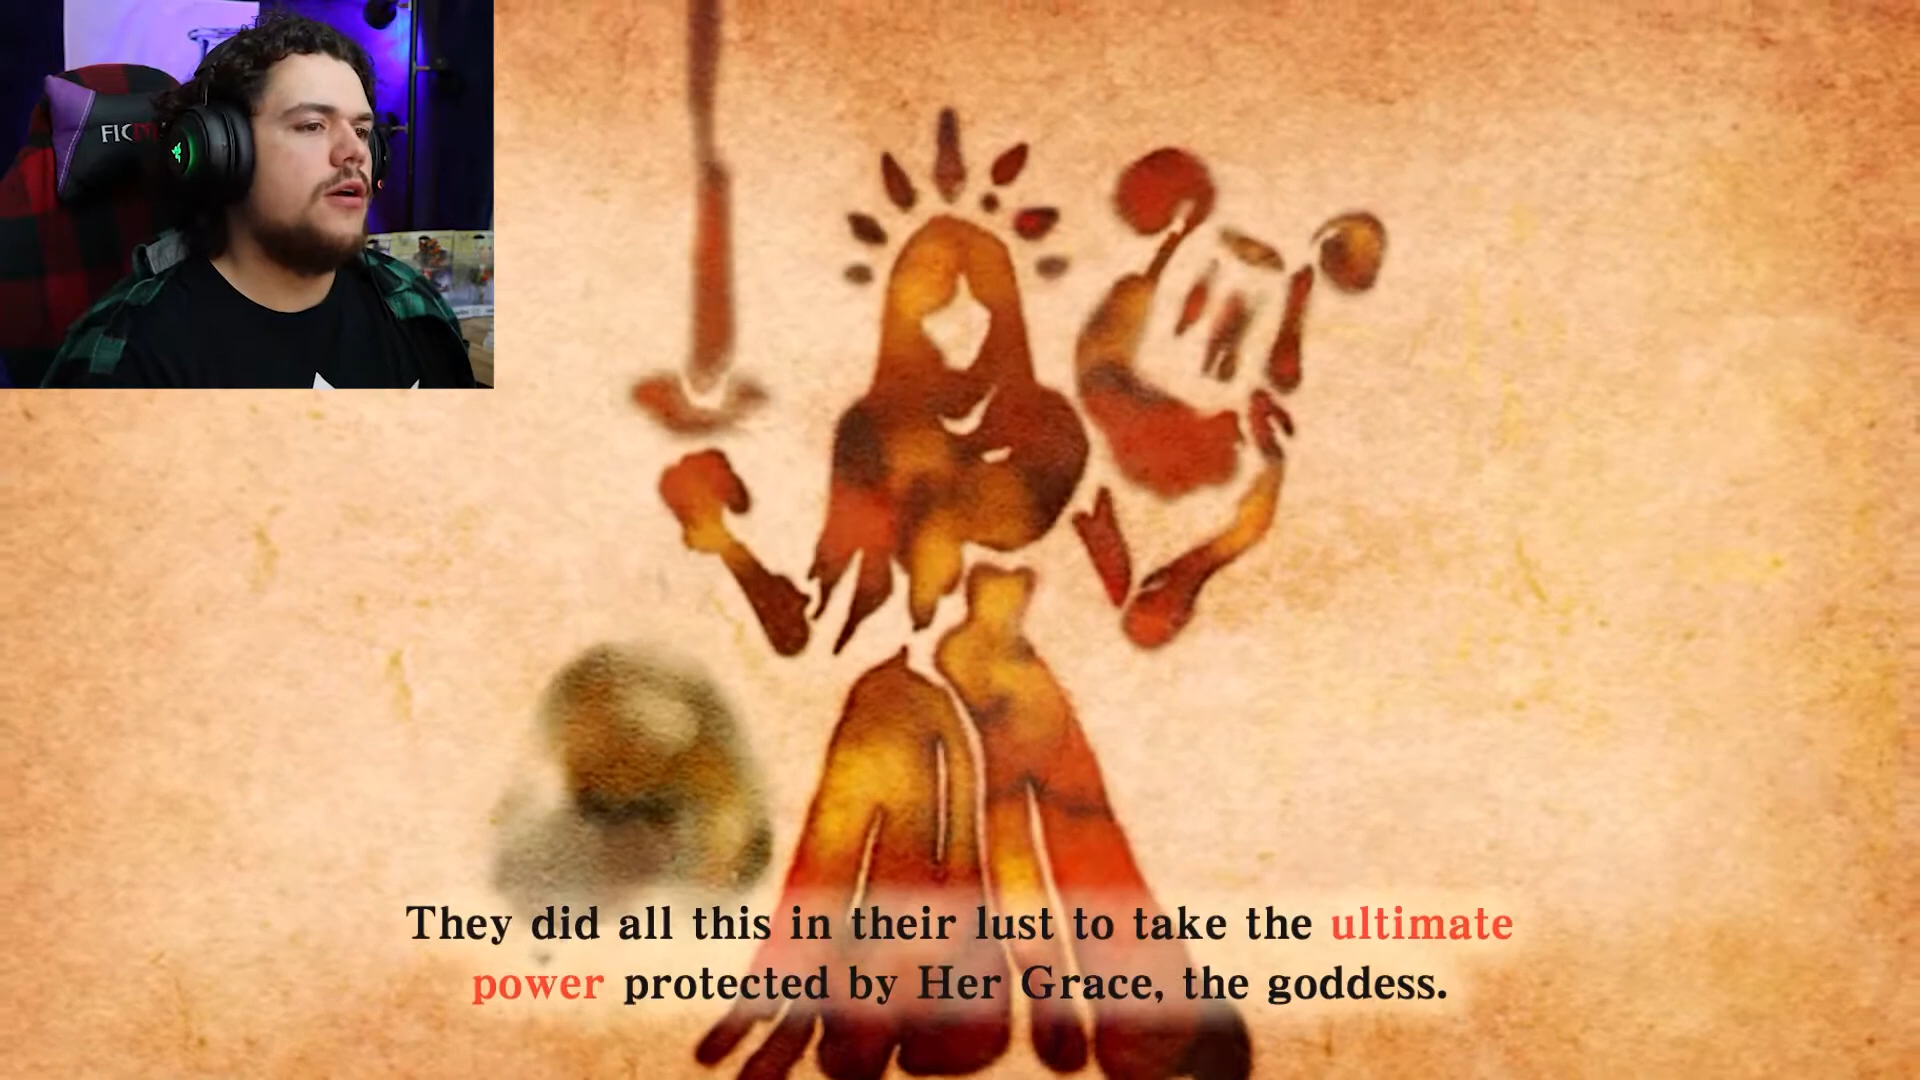 They did all this in their lust to take the ultimate
power protected by Her Grace, the goddess.